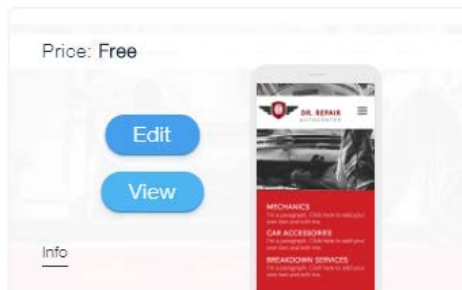 Price: Free
Edit
View
Info
DR. REPAIR
AUTOCENTER
MECHANICS
I'm a paragraph. Click here to add your
own text and edit me.
CAR ACCESSORIES
I'm a paragraph. Click here to add your
own text and edit me.
BREAKDOWN SERVICES
I'm a paragraph. Click here to add your
own text and edit me.